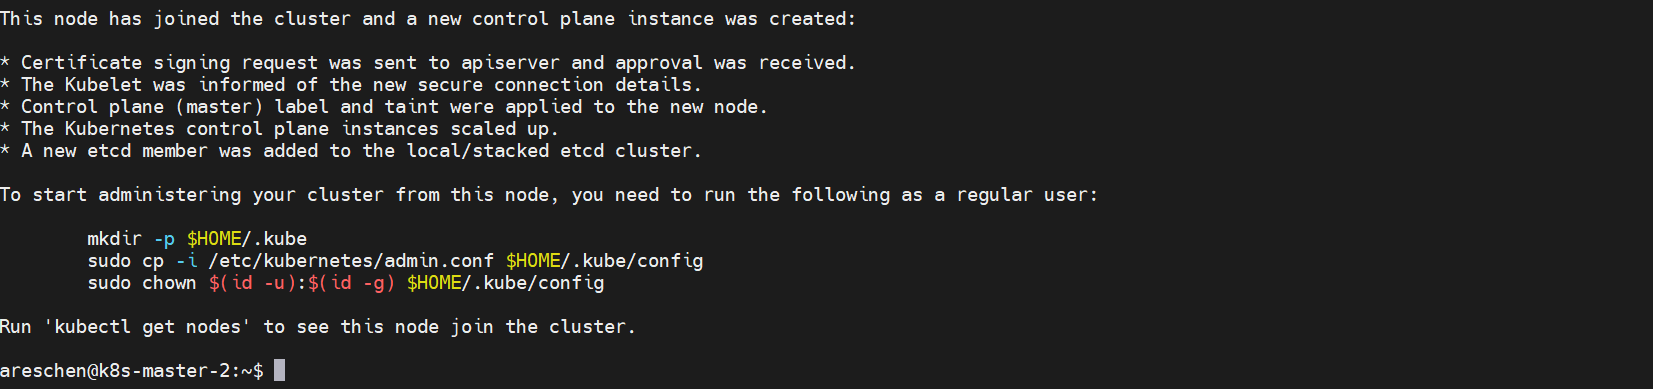 This node has joined the cluster and a new control plane instance was created:
* Certificate signing request was sent to apiserver and approval was received.
* The Kubelet was informed of the new secure connection details.
* Control plane (master) label and taint were applied to the new node.
* The Kubernetes control plane instances scaled up.
* A new etcd member was added to the local/stacked etcd cluster.
To start administering your cluster from this node, you need to run the following as a regular user:
mkdir -p $HOME/.kube
sudo cp -i /etc/kubernetes/admin.conf $HOME/.kube/config
sudo chown $(id -u):$(id -g) $HOME/.kube/config
Run 'kubectl get nodes' to see this node join the cluster.
areschen@k8s-master-2:~$